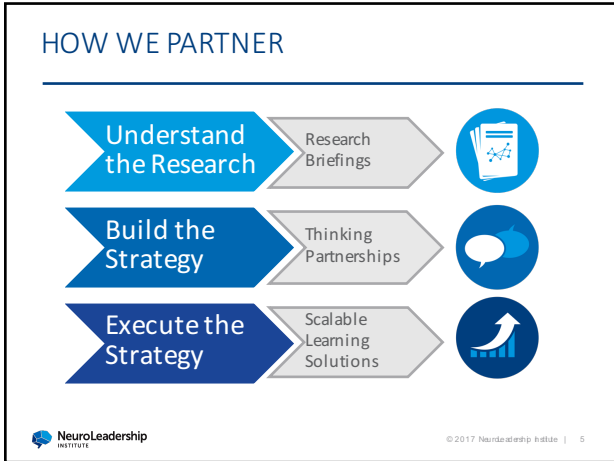 HOW WE PARTNER
Understand
the Research
Research
Briefings
Build the
Strategy
Thinking
Partnerships
Execute the
Strategy
Scalable
Learning
Solutions
NeuroLeadership
INSTITUTE
© 2017 NeuroLeadership Institute | 5